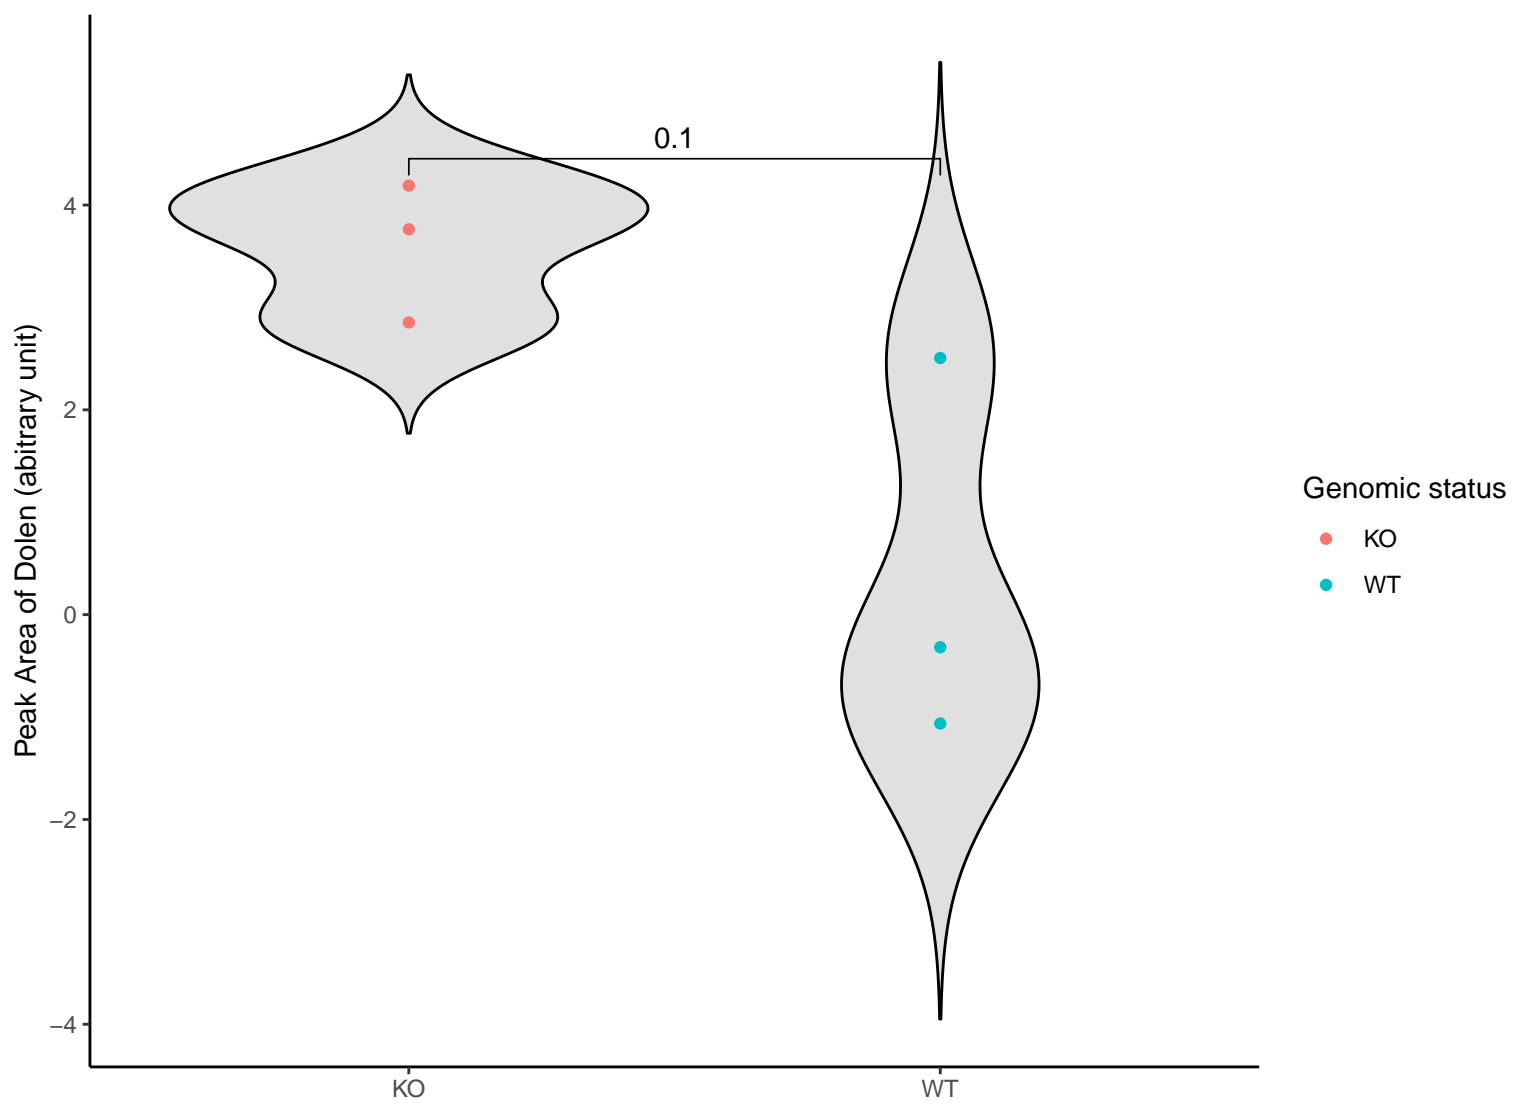 0.1
Peak Area of Dolen (abitrary unit)
4
2
0
−2
−4
KO
WT
Genomic status
KO
WT